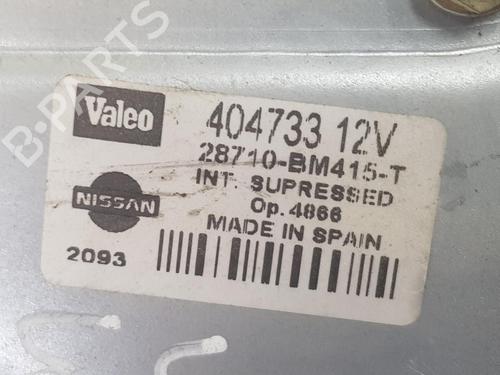 Valeo
404733 12V
28710-BM415-T
INT. SUPRESSED
Op.4866
MADE IN SPAIN
NISSAN
2093
B-PARTS